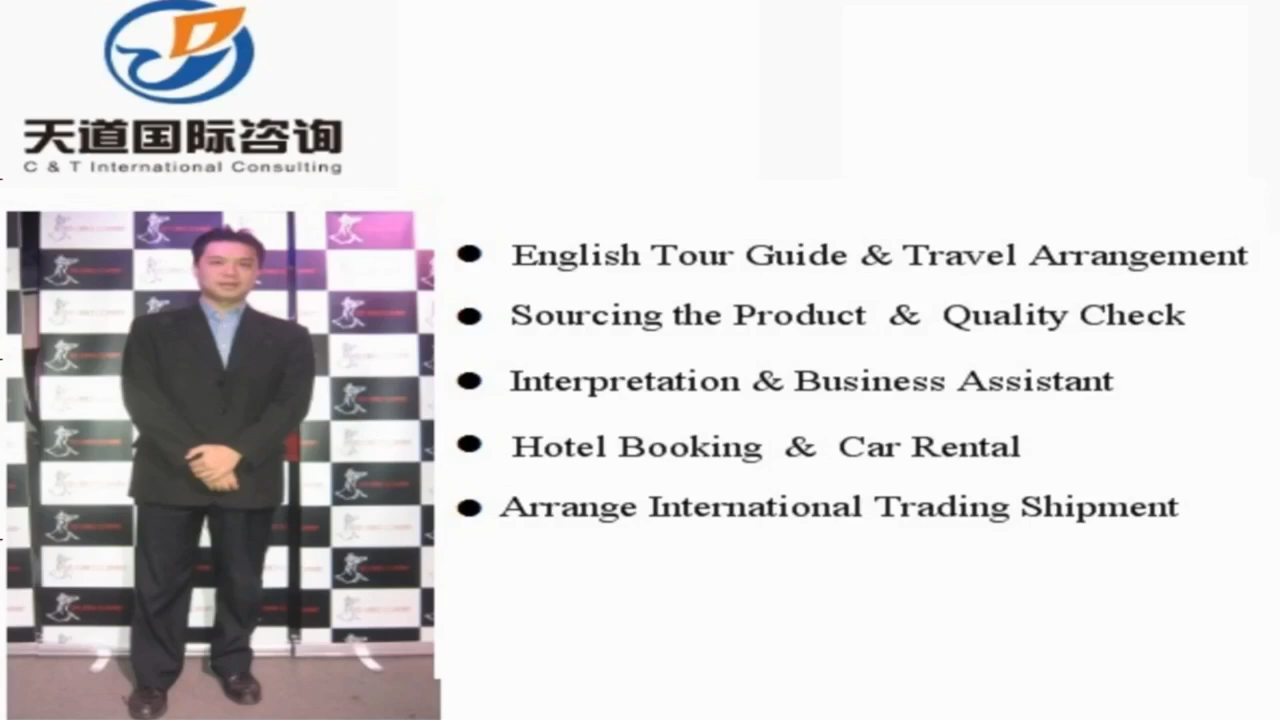 天道国际咨询
C & T International Consulting
● English Tour Guide & Travel Arrangement
● Sourcing the Product & Quality Check
● Interpretation & Business Assistant
● Hotel Booking & Car Rental
● Arrange International Trading Shipment